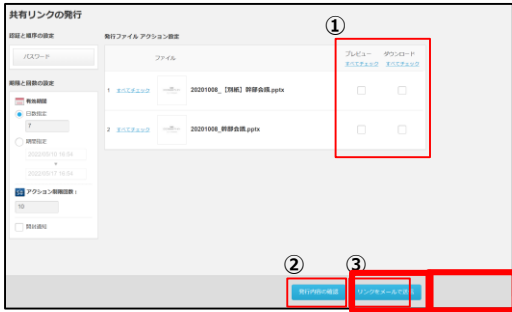 共有リンクの発行
①
認証と順序の設定
発行ファイル アクション設定
パスワード
ファイル
プレビュー
ダウンロード
すべてチェック
すべてチェック
期限と回数の設定
有効期間
日数指定
7
期間指定
2022/05/17 16:54
アクション制限回数:
10
開封通知
1 すべてチェック 20201008_【別紙】幹部会議.pptx
2 すべてチェック 20201008_幹部会議.pptx
② ③
発行内容の確認
リンクをメールで送信